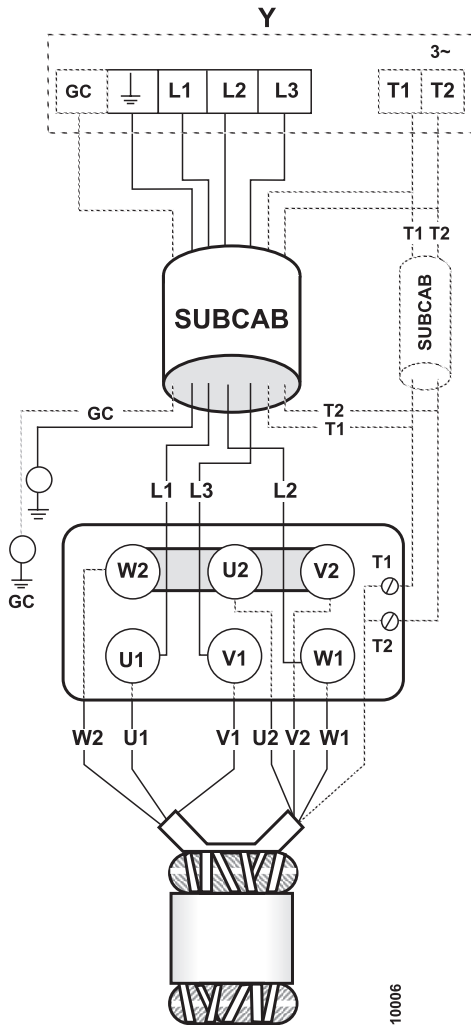 Y
3~
GC L1 L2 L3 T1 T2
T1 T2
SUBCAB
SUBCAB
GC
T2
T1
L1 L3 L2
GC
W2 U2 V2
T1
T2
U1 V1 W1
W2 U1 V1 U2 V2 W1
10006